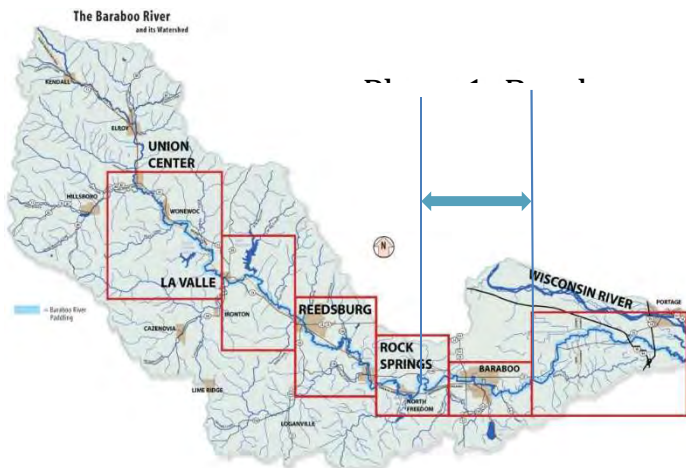 The Baraboo River
and its Watershed
KENDALL
ELROY
UNION
CENTER
HILLSBORO
WONEWOC
LA VALLE
Baraboo River
Paddling
CAZENOVIA
IRONTON
LIME RIDGE
REEDSBURG
LOGANVILLE
ROCK
SPRINGS
NORTH
FREEDOM
N
BARABOO
WISCONSIN RIVER
PORTAGE